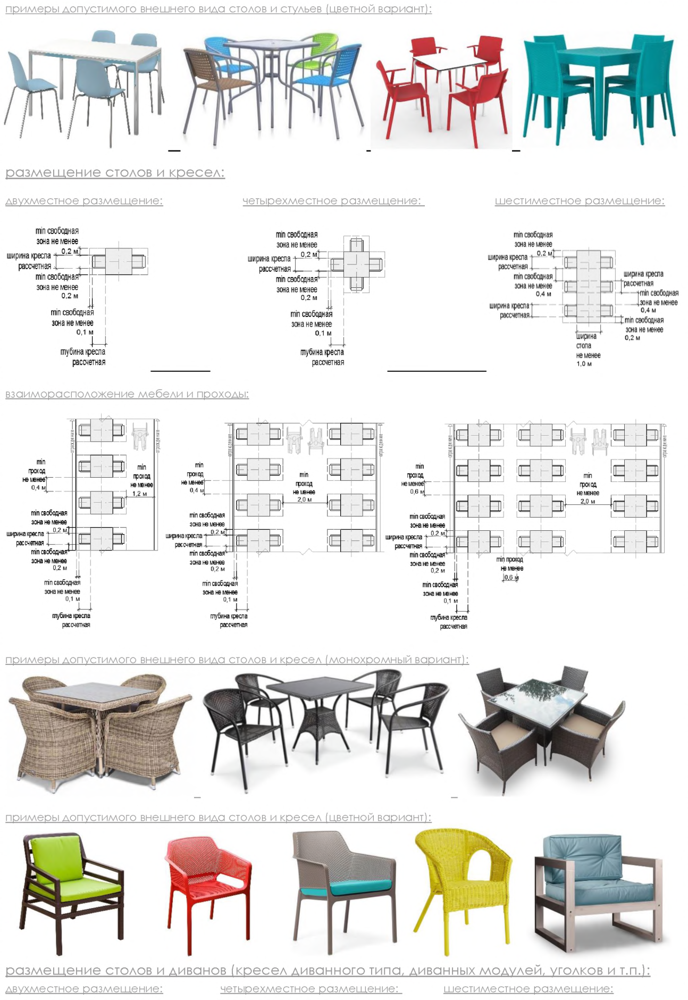 примеры допустимого внешнего вида столов и стульев (цветной вариант):
размещение столов и кресел:
двухместное размещение:
четырехместное размещение:
шестиместное размещение:
min свободная
зона не менее
0,2 м
ширина кресла
рассчетная
min свободная
зона не менее
0,2 м
min свободная
зона не менее
0,1 м
глубина кресла
рассчетная
min свободная
зона не менее
0,2 м
ширина кресла
рассчетная
min свободная
зона не менее
0,2 м
min свободная
зона не менее
0,1 м
глубина кресла
рассчетная
min свободная
зона не менее
0,2 м
ширина кресла
рассчетная
min свободная
зона не менее
0,4 м
ширина кресла
рассчетная
ширина кресла
рассчетная
min свободная
зона не менее
0,4 м
min свободная
зона не менее
0,2 м
ширина
стола
не менее
1,0 м
взаиморасположение мебели и проходы:
ограждение
ограждение
min
проход
не менее
0,4 м
min
проход
не менее
1,2 м
min свободная
зона не менее
0,2 м
ширина кресла
рассчетная
min свободная
зона не менее
0,2 м
min свободная
зона не менее
0,1 м
глубина кресла
рассчетная
ограждение
ограждение
min
проход
не менее
0,4 м
min
проход
не менее
2,0 м
min свободная
зона не менее
0,2 м
ширина кресла
рассчетная
min свободная
зона не менее
0,2 м
min свободная
зона не менее
0,1 м
глубина кресла
рассчетная
ограждение
ограждение
min
проход
не менее
0,6 м
min
проход
не менее
2,0 м
min свободная
зона не менее
0,2 м
ширина кресла
рассчетная
min свободная
зона не менее
0,2 м
min проход
не менее
0,6 м
min свободная
зона не менее
0,1 м
глубина кресла
рассчетная
примеры допустимого внешнего вида столов и кресел (монохромный вариант):
примеры допустимого внешнего вида столов и кресел (цветной вариант):
размещение столов и диванов (кресел диванного типа, диванных модулей, уголков и т.п.):
двухместное размещение:
четырехместное размещение:
шестиместное размещение: